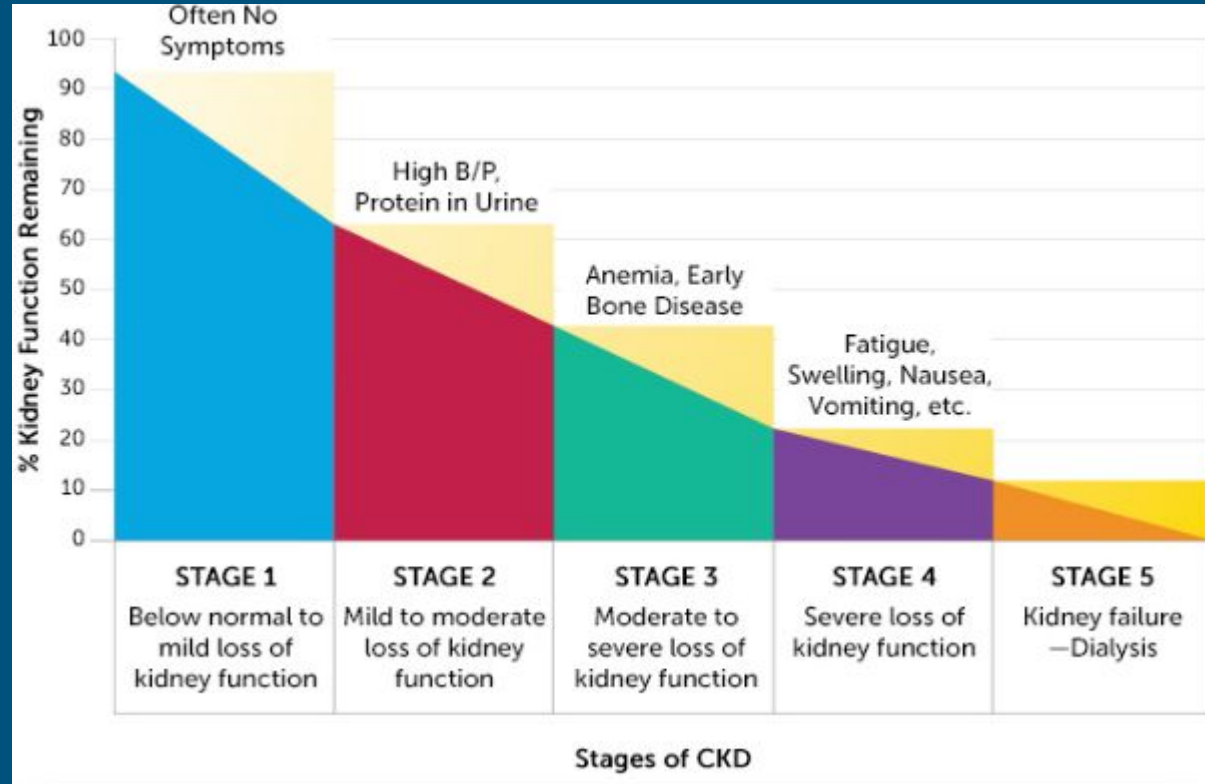 Often No
Symptoms
100
90
80
70
60
50
40
30
20
10
0
% Kidney Function Remaining
High B/P,
Protein in Urine
Anemia, Early
Bone Disease
Fatigue,
Swelling, Nausea,
Vomiting, etc.
STAGE 1
Below normal to
mild loss of
kidney function
STAGE 2
Mild to moderate
loss of kidney
function
STAGE 3
Moderate to
severe loss of
kidney function
STAGE 4
Severe loss of
kidney function
STAGE 5
Kidney failure
—Dialysis
Stages of CKD